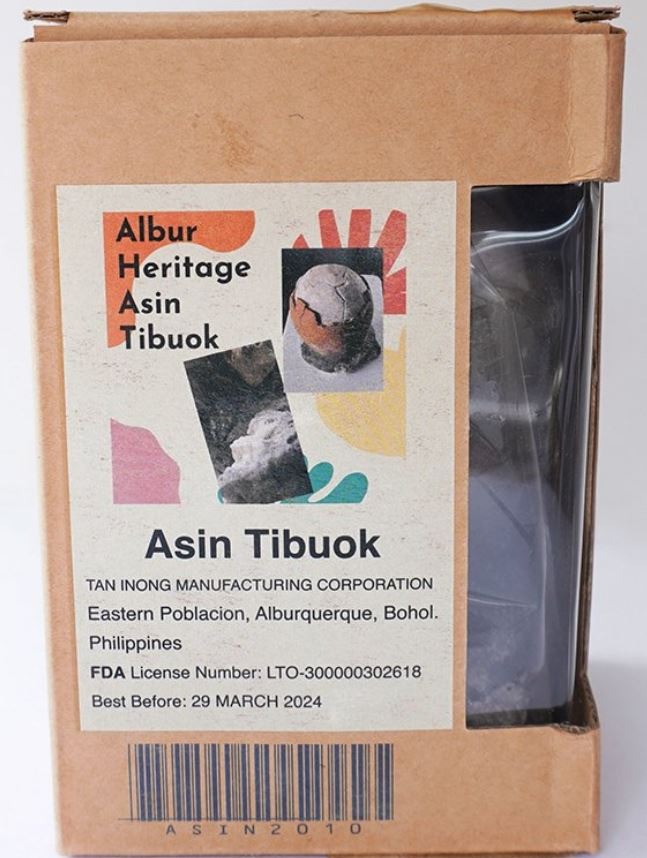 Albur
Heritage
Asin
Tibuok
Asin Tibuok
TAN INONG MANUFACTURING CORPORATION
Eastern Poblacion, Alburquerque, Bohol.
Philippines
FDA License Number: LTO-300000302618
Best Before: 29 MARCH 2024
ASIN2010